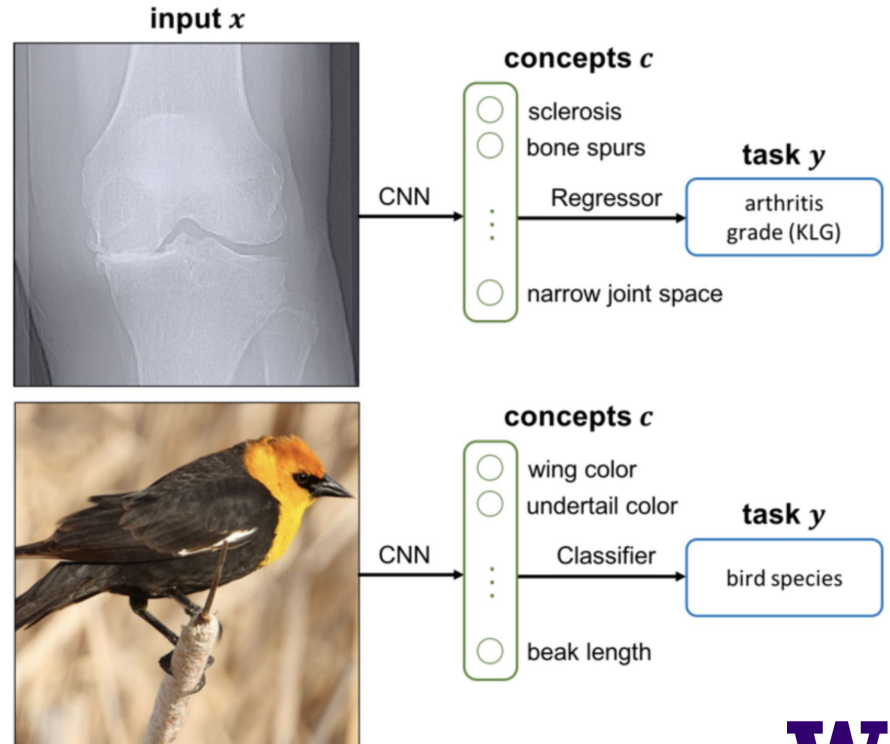 input x
concepts c
sclerosis
bone spurs
CNN
Regressor
narrow joint space
task y
arthritis
grade (KLG)
concepts c
wing color
undertail color
CNN
Classifier
beak length
task y
bird species
W